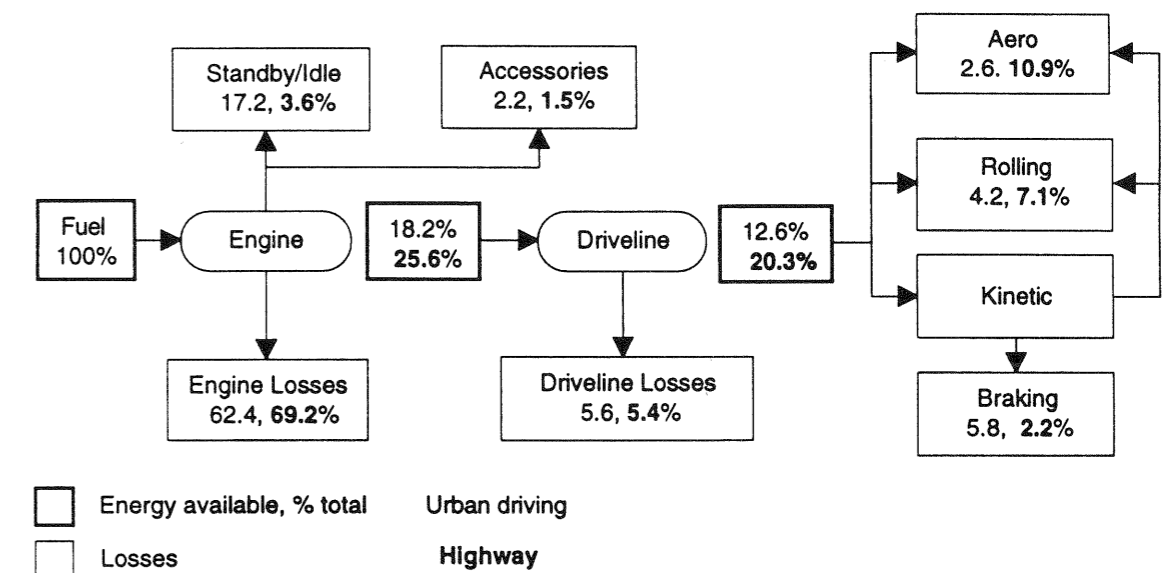 Aero
2.6. 10.9%
Standby/Idle
17.2, 3.6%
Accessories
2.2, 1.5%
Rolling
4.2, 7.1%
Fuel
100%
Engine
18.2%
25.6%
Driveline
12.6%
20.3%
Kinetic
Engine Losses
62.4, 69.2%
Driveline Losses
5.6, 5.4%
Braking
5.8, 2.2%
Energy available, % total
Urban driving
Losses
Highway